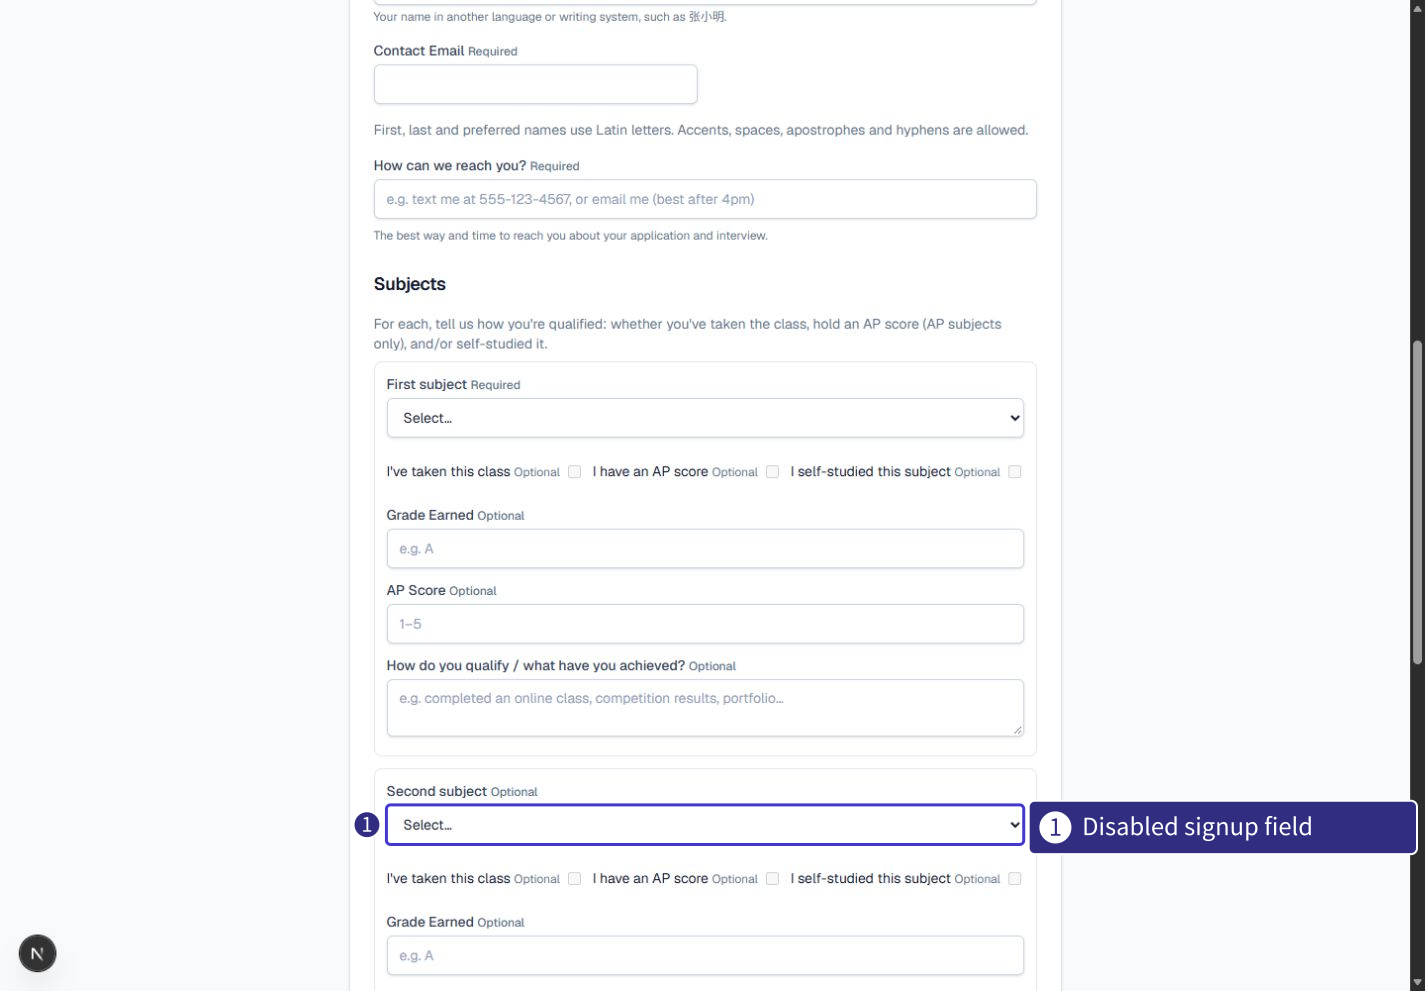 Your name in another language or writing system, such as 张小明.
Contact Email Required
First, last and preferred names use Latin letters. Accents, spaces, apostrophes and hyphens are allowed.
How can we reach you? Required
e.g. text me at 555-123-4567, or email me (best after 4pm)
The best way and time to reach you about your application and interview.
Subjects
For each, tell us how you're qualified: whether you've taken the class, hold an AP score (AP subjects
only), and/or self-studied it.
First subject Required
Select...
I've taken this class Optional I have an AP score Optional I self-studied this subject Optional
Grade Earned Optional
e.g. A
AP Score Optional
1–5
How do you qualify / what have you achieved? Optional
e.g. completed an online class, competition results, portfolio...
Second subject Optional
1 Select... 1 Disabled signup field
I've taken this class Optional I have an AP score Optional I self-studied this subject Optional
Grade Earned Optional
e.g. A
N